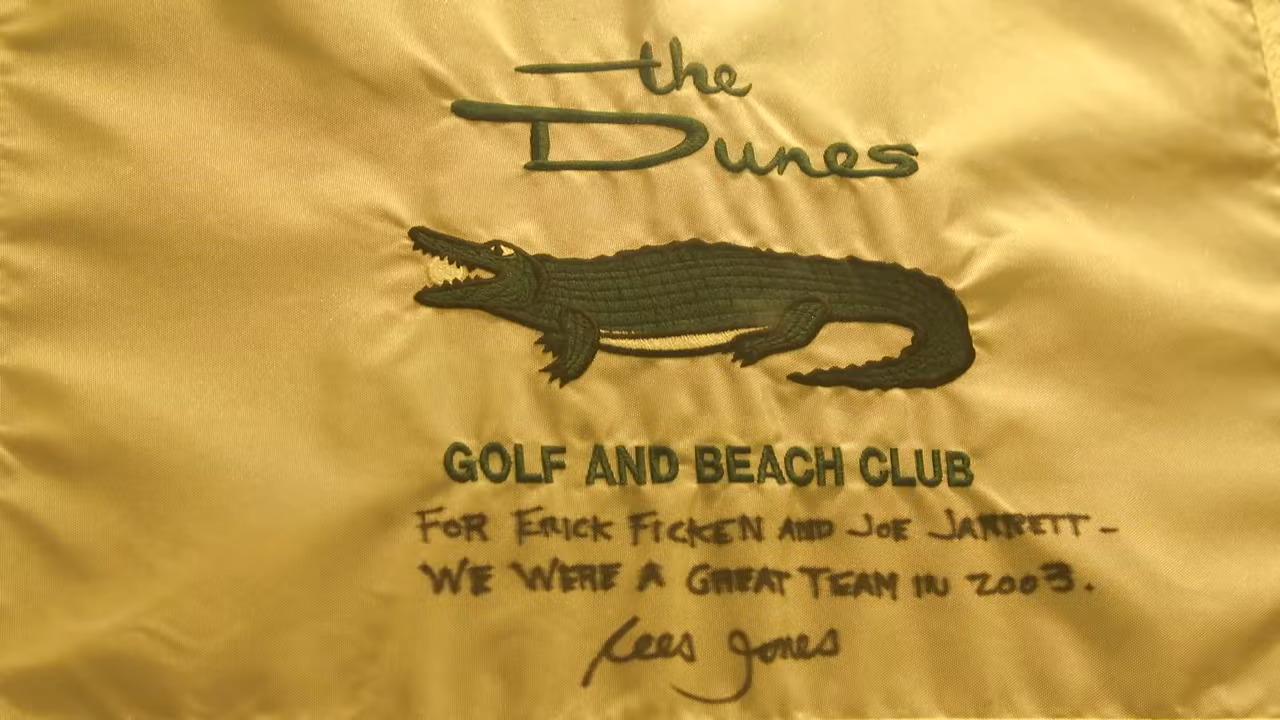 the
Dunes
GOLF AND BEACH CLUB
FOR ERICK FICKEN AND JOE JARRETT -
WE WERE A GREAT TEAM IN 2003.
Rees Jones